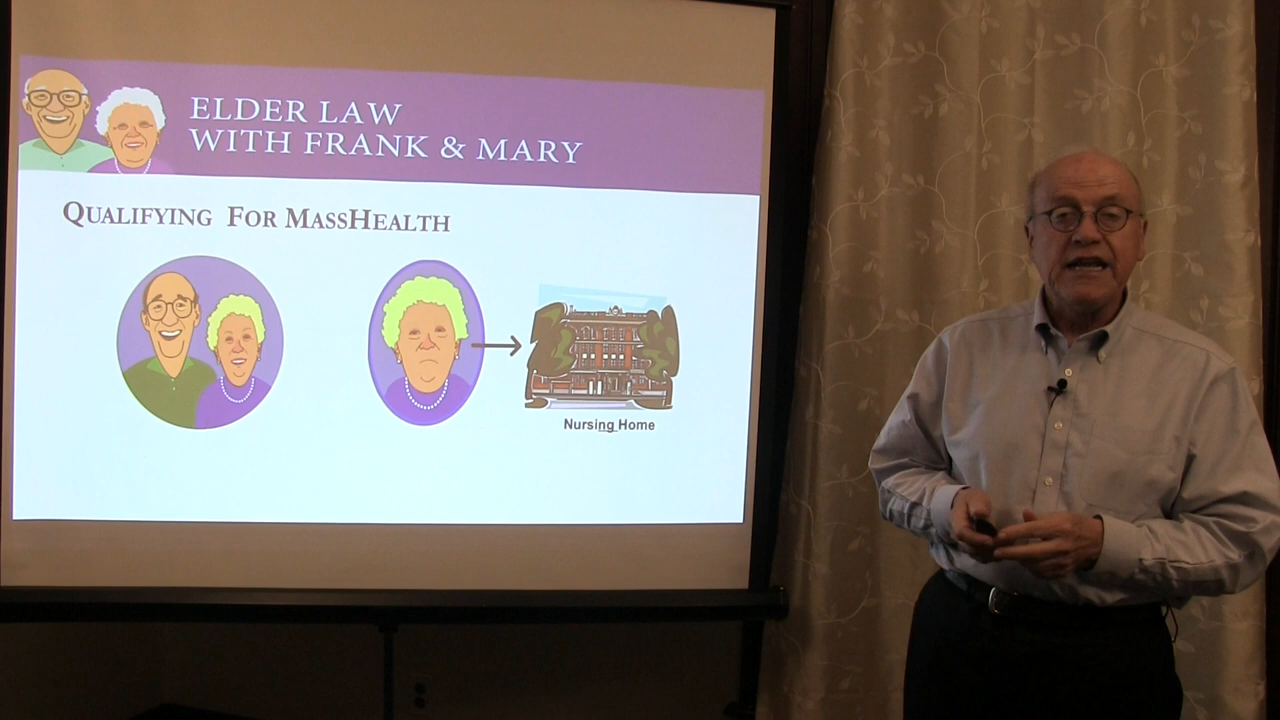 ELDER LAW
WITH FRANK & MARY
QUALIFYING FOR MASSHEALTH
Nursing Home